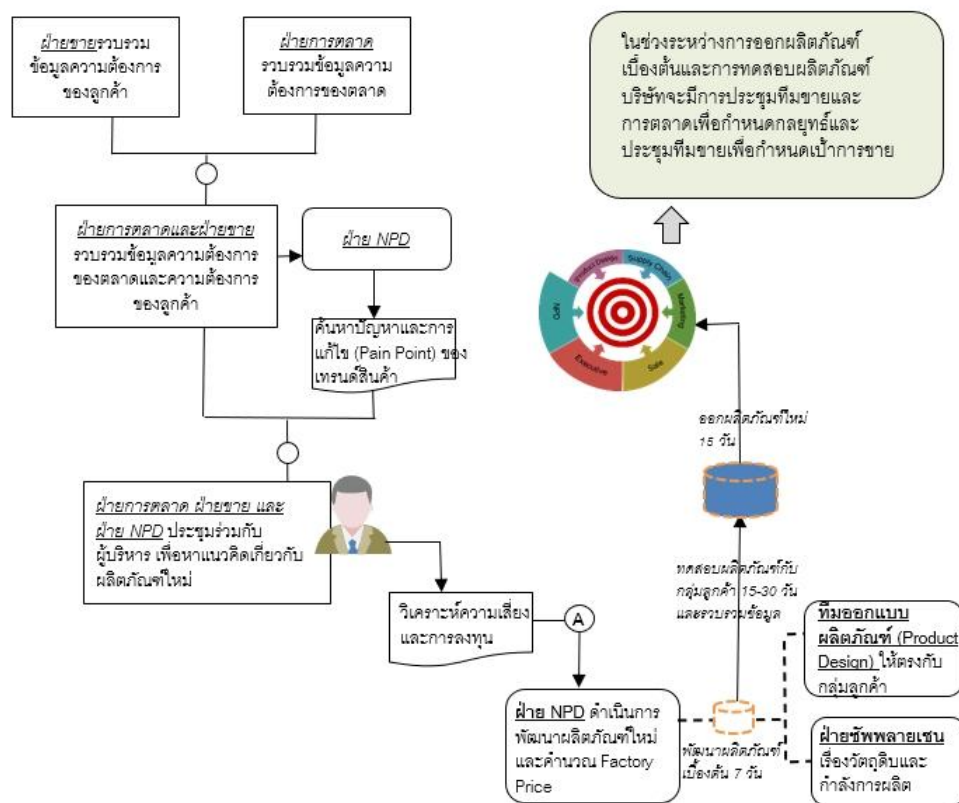 ฝ่ายขายรวบรวม
ข้อมูลความต้องการ
ของลูกค้า
ฝ่ายการตลาด
รวบรวมข้อมูลความ
ต้องการของตลาด
ในช่วงระหว่างการออกผลิตภัณฑ์
เบื้องต้นและการทดสอบผลิตภัณฑ์
บริษัทจะมีการประชุมทีมขายและ
การตลาดเพื่อกำหนดกลยุทธ์และ
ประชุมทีมขายเพื่อกำหนดเป้าการขาย
ฝ่ายการตลาดและฝ่ายขาย
รวบรวมข้อมูลความต้องการ
ของตลาดและความต้องการ
ของลูกค้า
ฝ่าย NPD
ค้นหาปัญหาและการ
แก้ไข (Pain Point) ของ
เทรนด์สินค้า
Product Design
Supply Chain
Marketing
Sale
Executive
NPD
ออกผลิตภัณฑ์ใหม่
15 วัน
ฝ่ายการตลาด ฝ่ายขาย และ
ฝ่าย NPD ประชุมร่วมกับ
ผู้บริหาร เพื่อหาแนวคิดเกี่ยวกับ
ผลิตภัณฑ์ใหม่
วิเคราะห์ความเสี่ยง
และการลงทุน
A
ทดสอบผลิตภัณฑ์กับ
กลุ่มลูกค้า 15-30 วัน
และรวบรวมข้อมูล
ทีมออกแบบ
ผลิตภัณฑ์ (Product
Design) ให้ตรงกับ
กลุ่มลูกค้า
ฝ่าย NPD ดำเนินการ
พัฒนาผลิตภัณฑ์ใหม่
และคำนวณ Factory
Price
พัฒนาผลิตภัณฑ์
เบื้องต้น 7 วัน
ฝ่ายซัพพลายเชน
เรื่องวัตถุดิบและ
กำลังการผลิต